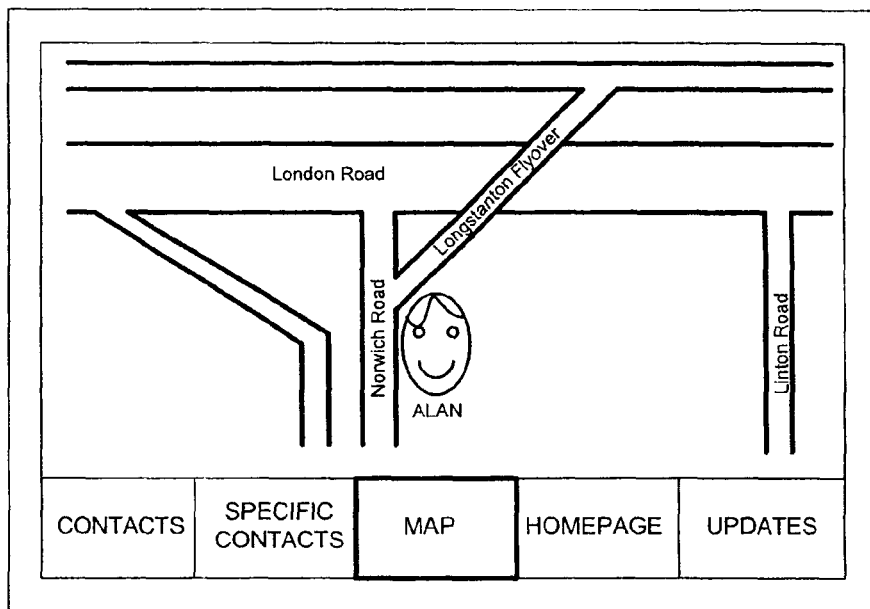 London Road
Longstanton Flyover
Norwich Road
Linton Road
ALAN
CONTACTS
SPECIFIC
CONTACTS
MAP
HOMEPAGE
UPDATES